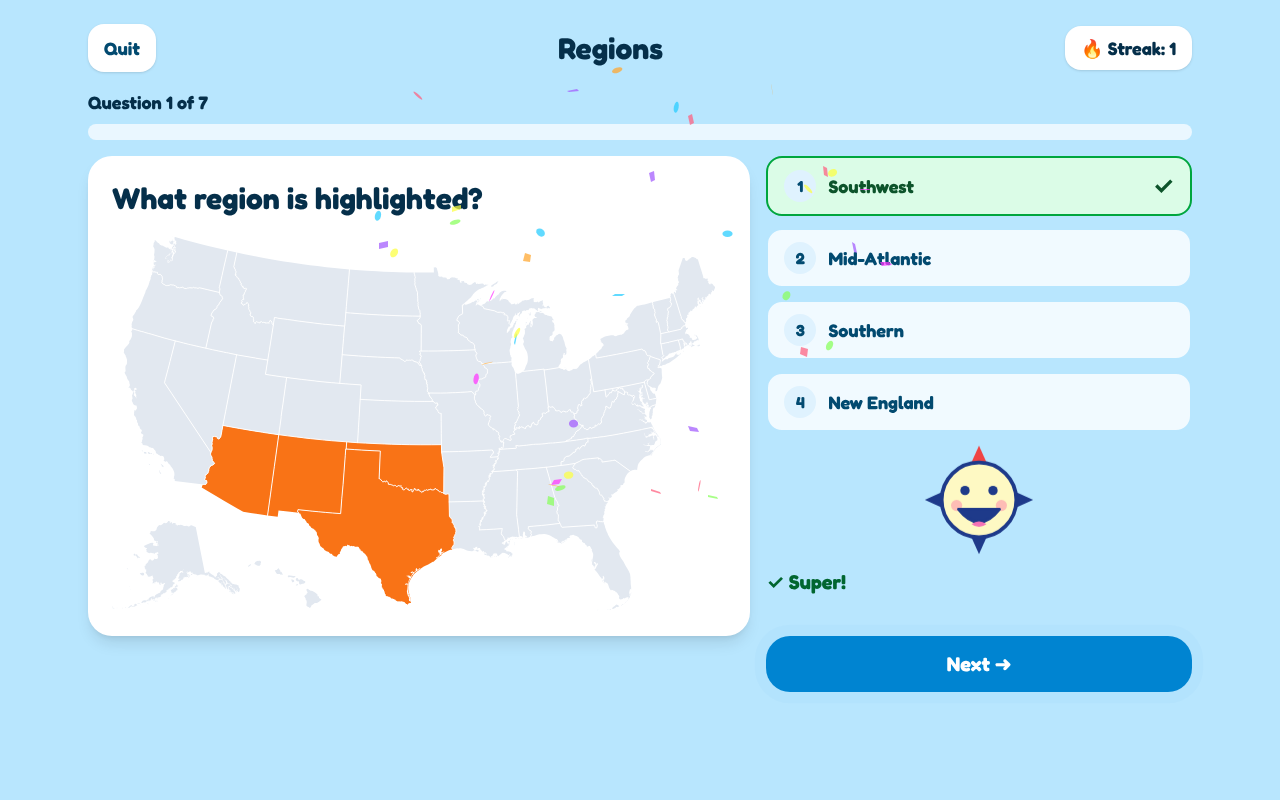 Quit
Regions
🔥 Streak: 1
Question 1 of 7
What region is highlighted?
1 Southwest ✓
2 Mid-Atlantic
3 Southern
4 New England
✓ Super!
Next ➜